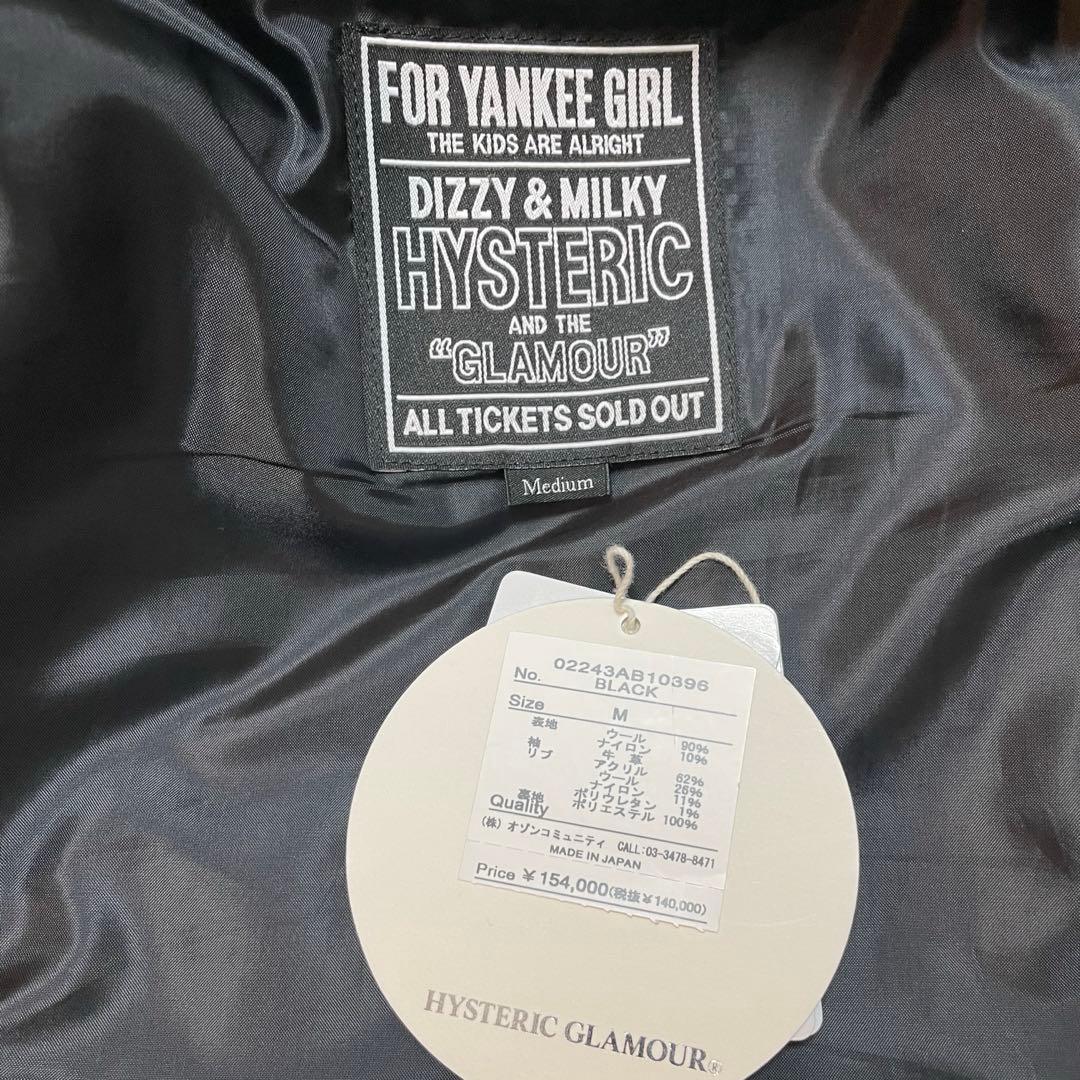 FOR YANKEE GIRL
THE KIDS ARE ALRIGHT
DIZZY & MILKY
HYSTERIC
AND THE
“GLAMOUR”
ALL TICKETS SOLD OUT
Medium
No. 02243AB10396
BLACK
Size M
表地 ウール 90%
ナイロン 10%
袖 牛 革
リブ アクリル 62%
ウール 26%
ナイロン 11%
ポリウレタン 1%
裏地 ポリエステル 100%
Quality
(株) オゾンコミュニティ CALL:03-3478-8471
MADE IN JAPAN
Price ¥154,000(税抜¥140,000)
HYSTERIC GLAMOUR®